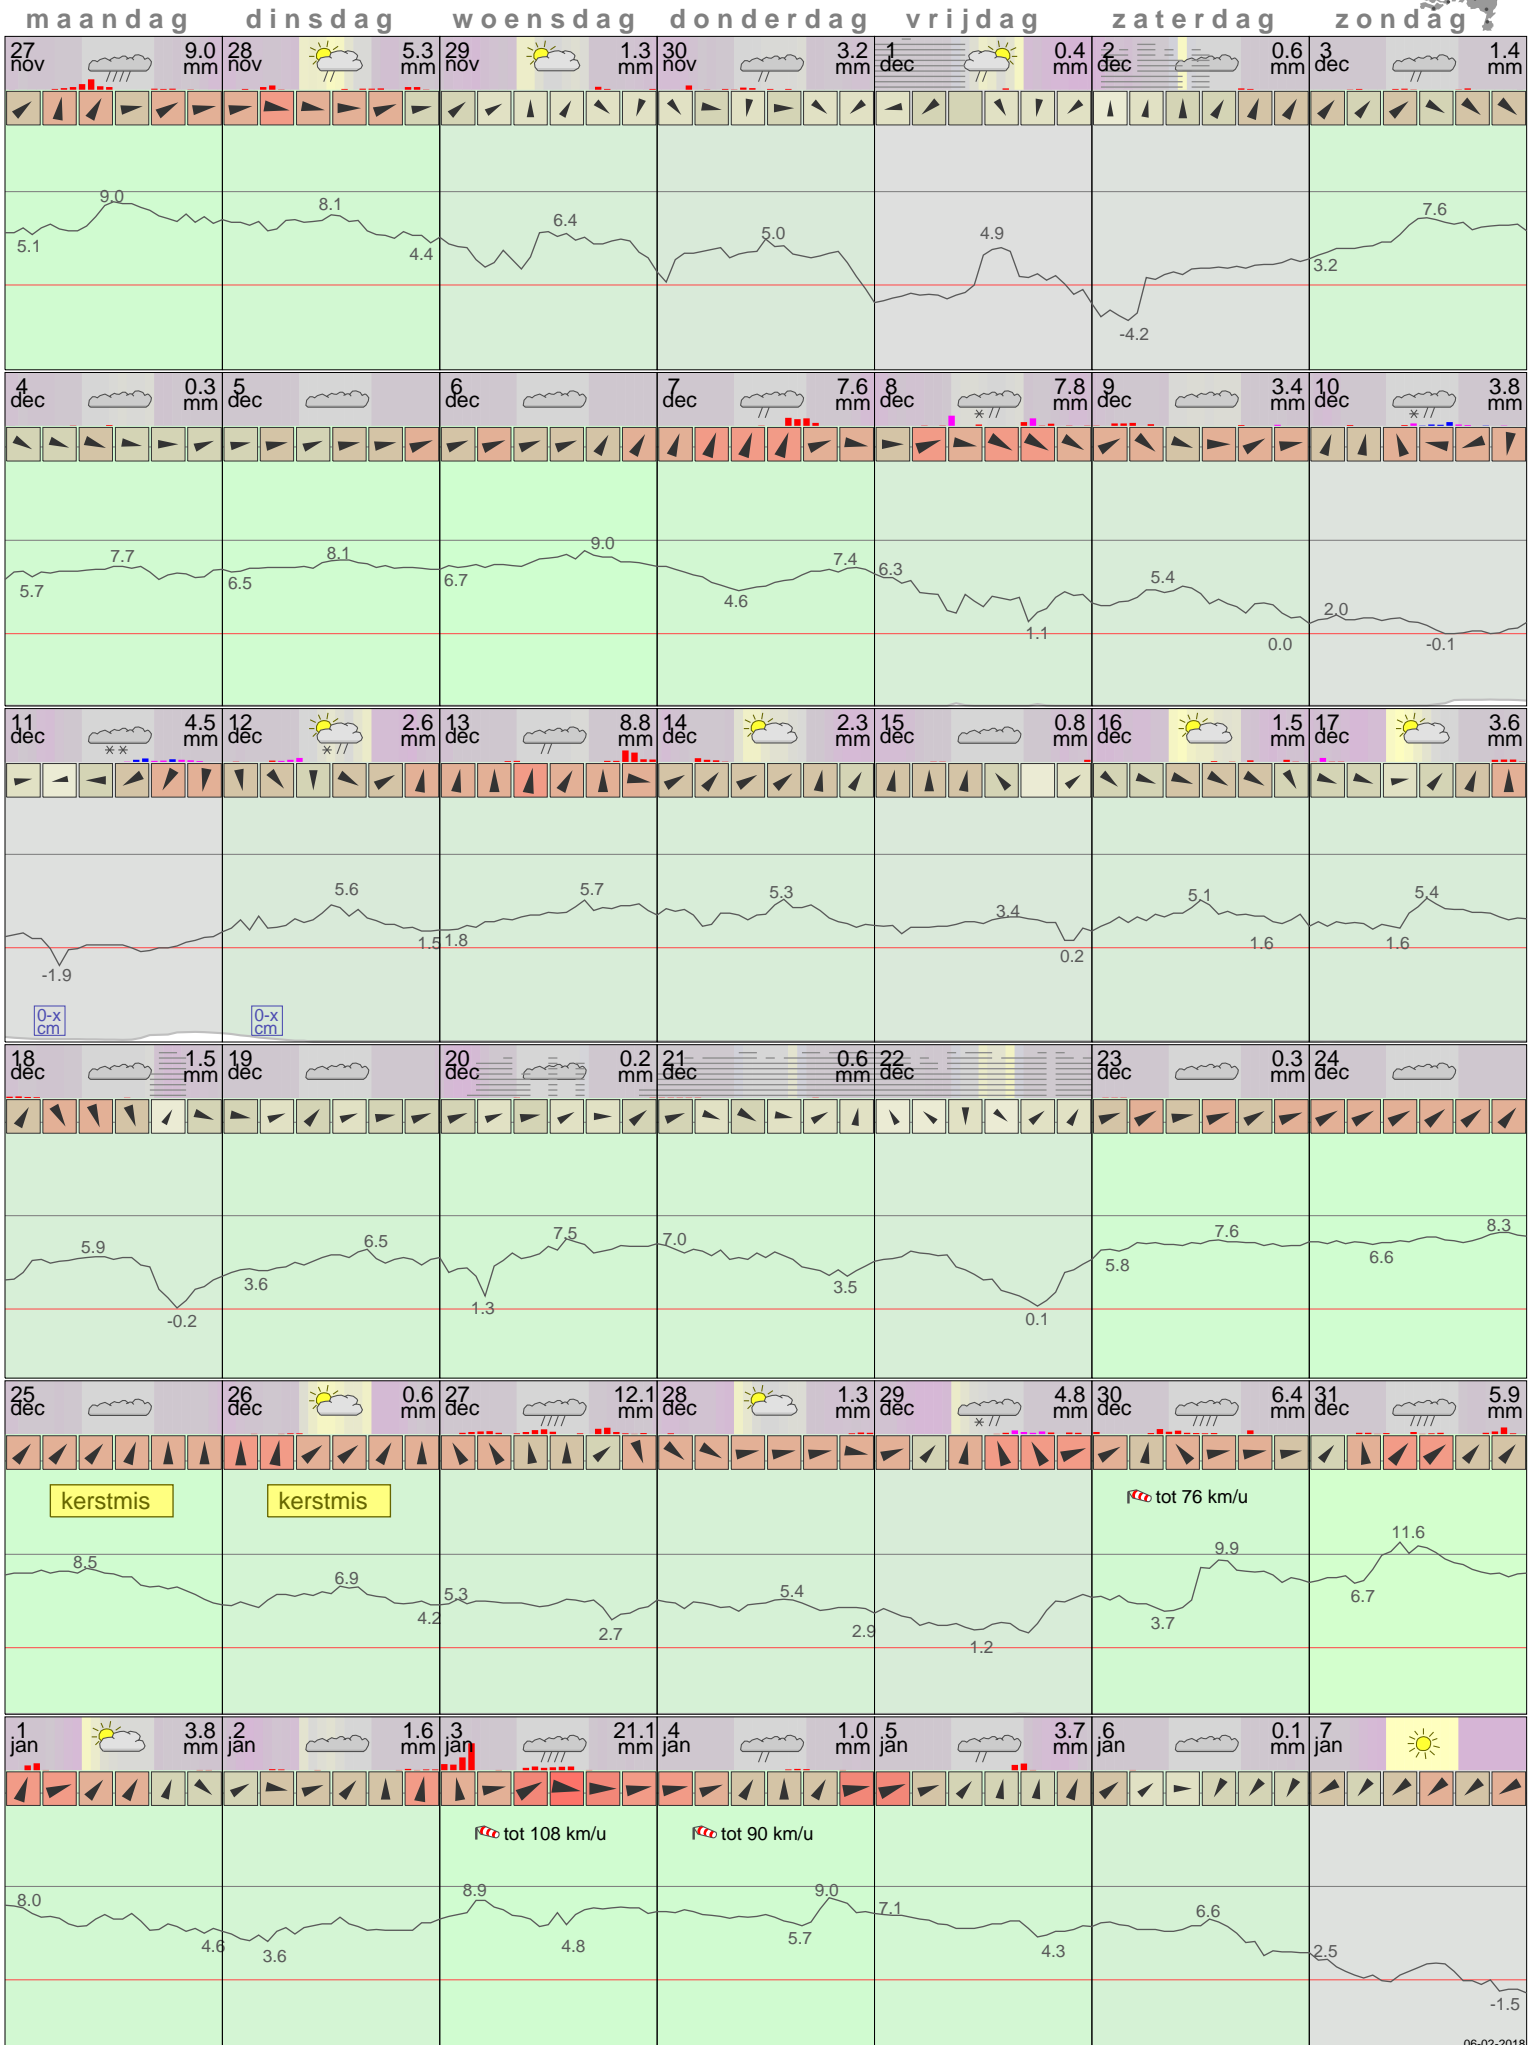 maandag dinsdag woensdag donderdag vrijdag zaterdag zondag
27 nov 9.0 mm 28 nov 5.3 mm 29 nov 1.3 mm 30 nov 3.2 mm 1 dec 0.4 mm 2 dec 0.6 mm 3 dec 1.4 mm
9.0 8.1 6.4 5.0 4.9 7.6
5.1 4.4 -4.2 3.2
4 dec 0.3 mm 5 dec 6 dec 7 dec 7.6 mm 8 dec 7.8 mm 9 dec 3.4 mm 10 dec 3.8 mm
7.7 8.1 9.0 7.4 6.3 5.4 2.0
5.7 6.5 6.7 4.6 1.1 0.0 -0.1
11 dec 4.5 mm 12 dec 2.6 mm 13 dec 8.8 mm 14 dec 2.3 mm 15 dec 0.8 mm 16 dec 1.5 mm 17 dec 3.6 mm
5.6 5.7 5.3 3.4 5.1 5.4
-1.9 1.5 1.8 0.2 1.6 1.6
0-x cm 0-x cm
18 dec 1.5 mm 19 dec 20 dec 0.2 mm 21 dec 0.6 mm 22 dec 23 dec 0.3 mm 24 dec
5.9 6.5 7.5 7.0 7.6 8.3
-0.2 3.6 1.3 3.5 0.1 5.8 6.6
25 dec 26 dec 0.6 mm 27 dec 12.1 mm 28 dec 1.3 mm 29 dec 4.8 mm 30 dec 6.4 mm 31 dec 5.9 mm
kerstmis kerstmis tot 76 km/u
8.5 6.9 5.3 5.4 9.9 11.6
4.2 2.7 2.9 1.2 3.7 6.7
1 jan 3.8 mm 2 jan 1.6 mm 3 jan 21.1 mm 4 jan 1.0 mm 5 jan 3.7 mm 6 jan 0.1 mm 7 jan
tot 108 km/u tot 90 km/u
8.0 8.9 9.0 7.1 6.6 2.5
4.6 3.6 4.8 5.7 4.3 -1.5
06-02-2018